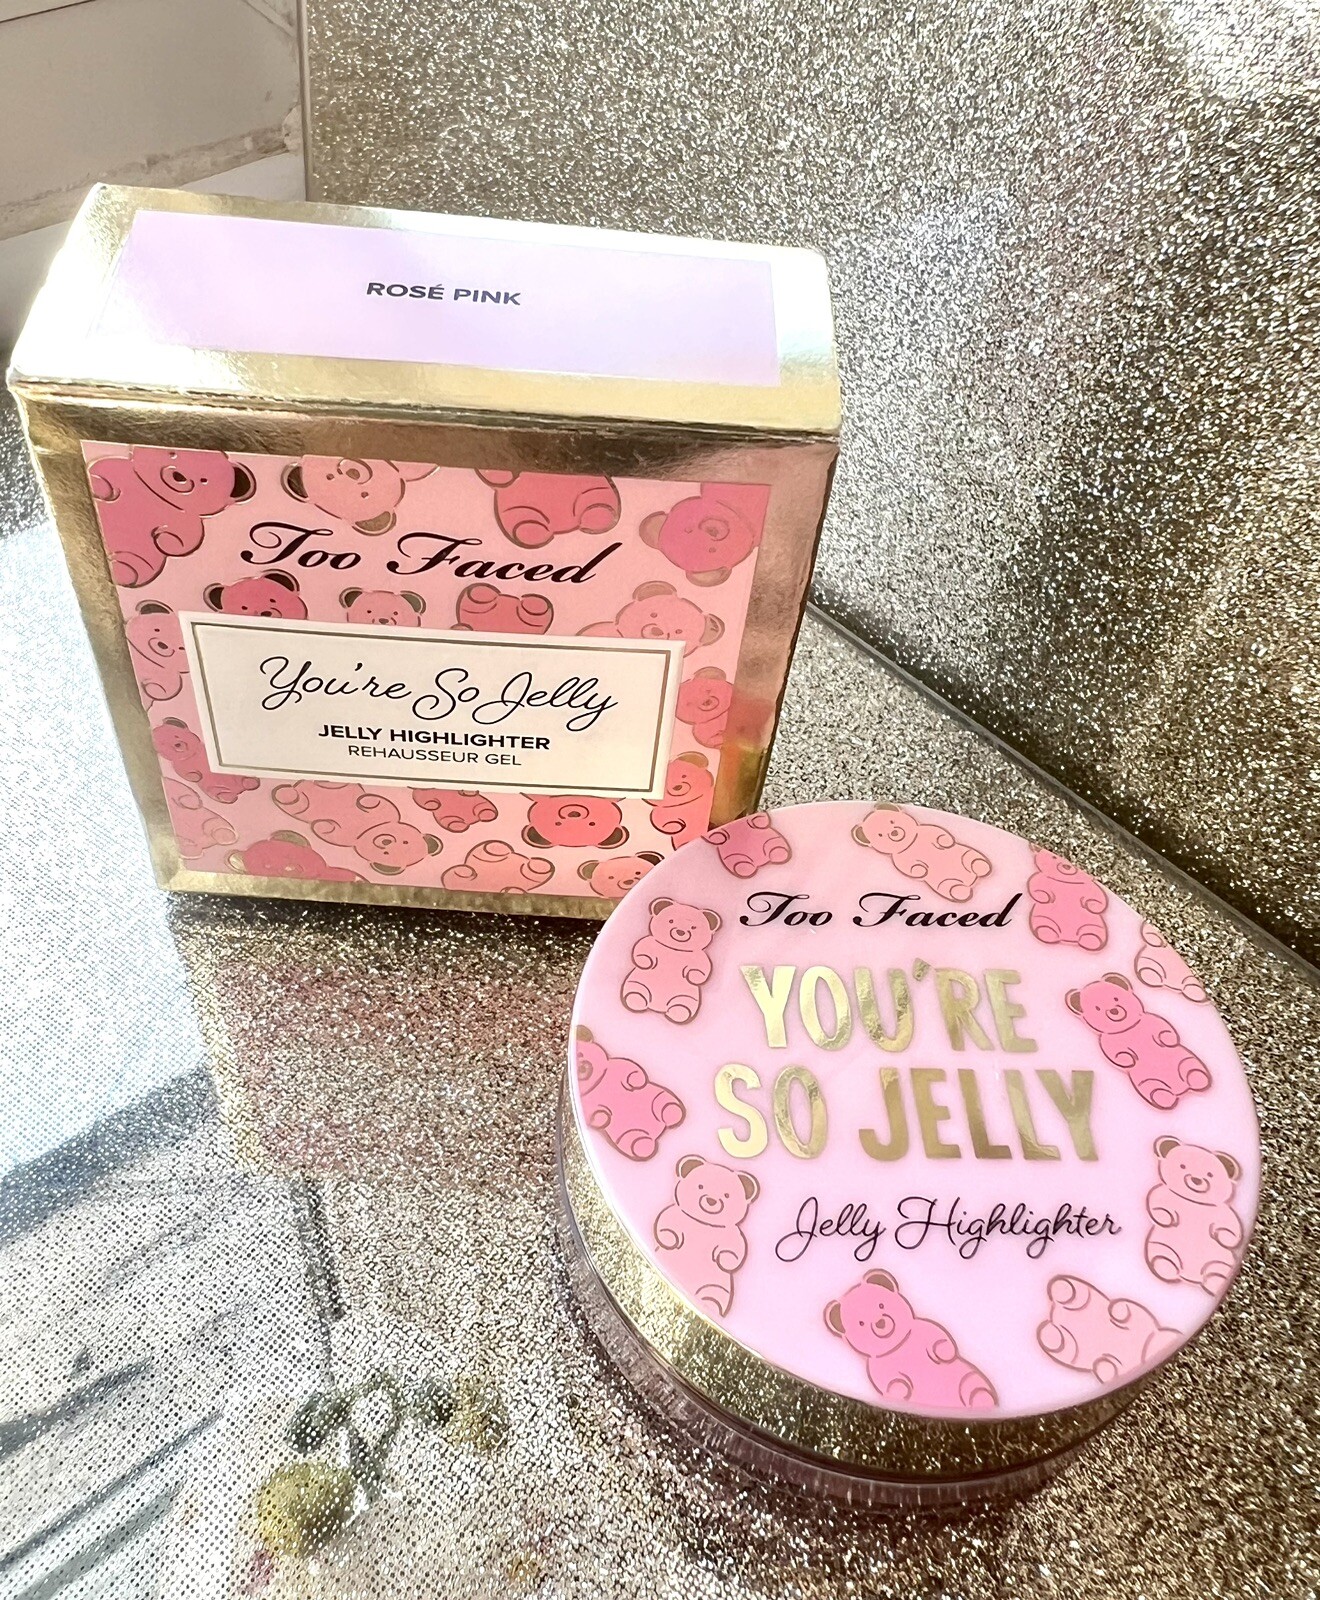 ROSÉ PINK
Too Faced
You're So Jelly
JELLY HIGHLIGHTER
REHAUSSEUR GEL
Too Faced
YOU'RE
SO JELLY
Jelly Highlighter